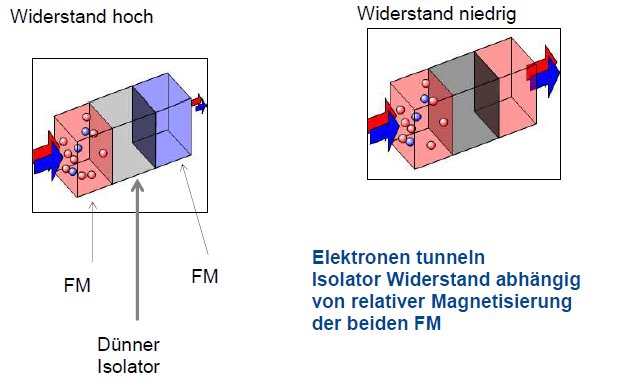 Widerstand hoch
Widerstand niedrig
FM
FM
Dünner
Isolator
Elektronen tunneln
Isolator Widerstand abhängig
von relativer Magnetisierung
der beiden FM